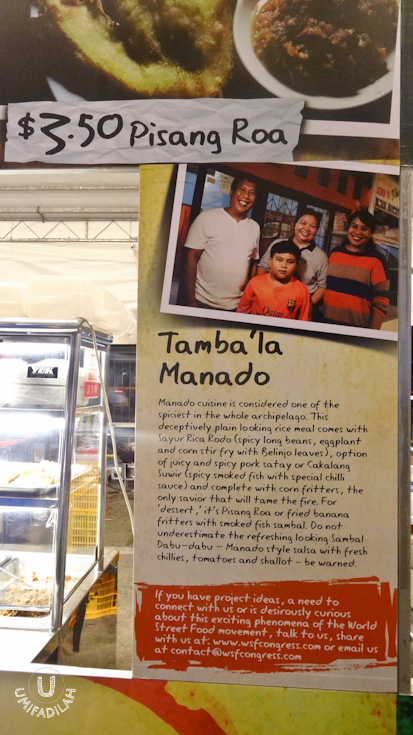 $3.50 Pisang Roa
Tamba'la
Manado
Manado cuisine is considered one of the
spiciest in the whole archipelago. This
deceptively plain looking rice meal comes with
Sayur Rica Rodo (spicy long beans, eggplant
and corn stir fry with Belinjo leaves), option
of juicy and spicy pork satay or Cakalang
Suwir (spicy smoked fish with special chilli
sauce) and complete with corn fritters, the
only savior that will tame the fire. For
'dessert,' it's Pisang Roa or fried banana
fritters with smoked fish sambal. Do not
underestimate the refreshing looking Sambal
Dabu-dabu - Manado style salsa with fresh
chillies, tomatoes and shallot - be warned.
If you have project ideas, a need to
connect with us or is desirously curious
about this exciting phenomena of the World
Street Food movement, talk to us, share
with us at: www.wsfcongress.com or email us
at contact@wsfcongress.com
Qatar
YEK
U
UMIFADILAH